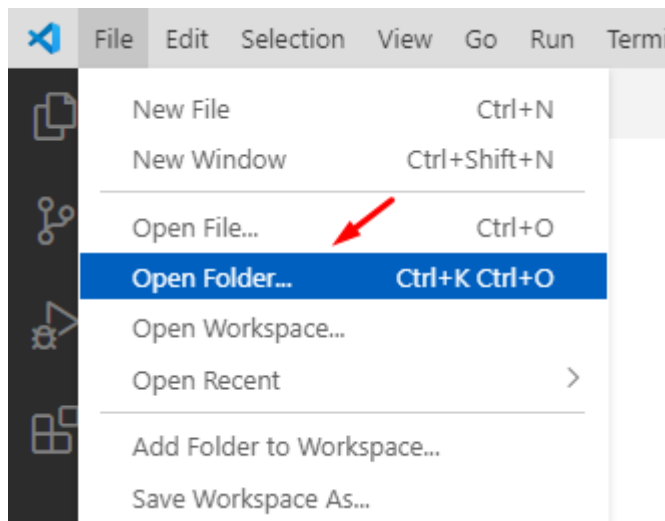 File Edit Selection View Go Run Termi
New File Ctrl+N
New Window Ctrl+Shift+N
Open File... Ctrl+O
Open Folder... Ctrl+K Ctrl+O
Open Workspace...
Open Recent
Add Folder to Workspace...
Save Workspace As...